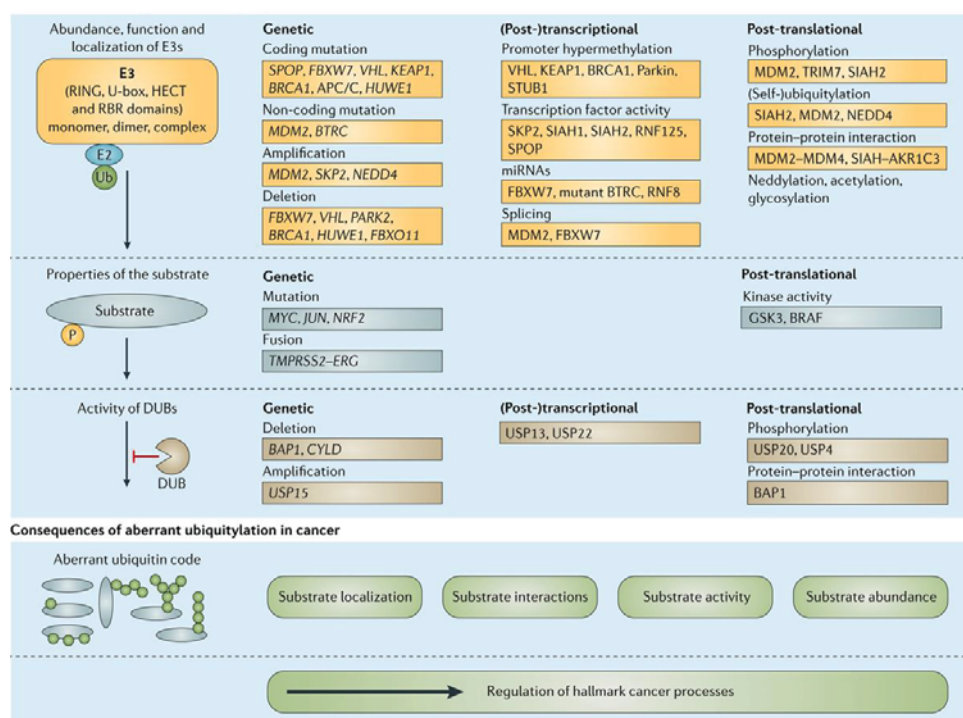 Abundance, function and
localization of E3s
E3
(RING, U-box, HECT
and RBR domains)
monomer, dimer, complex
E2
Ub
Genetic
Coding mutation
SPOP, FBXW7, VHL, KEAP1,
BRCA1, APC/C, HUWE1
Non-coding mutation
MDM2, BTRC
Amplification
MDM2, SKP2, NEDD4
Deletion
FBXW7, VHL, PARK2,
BRCA1, HUWE1, FBXO11
(Post-)transcriptional
Promoter hypermethylation
VHL, KEAP1, BRCA1, Parkin,
STUB1
Transcription factor activity
SKP2, SIAH1, SIAH2, RNF125,
SPOP
miRNAs
FBXW7, mutant BTRC, RNF8
Splicing
MDM2, FBXW7
Post-translational
Phosphorylation
MDM2, TRIM7, SIAH2
(Self-)ubiquitylation
SIAH2, MDM2, NEDD4
Protein–protein interaction
MDM2–MDM4, SIAH–AKR1C3
Neddylation, acetylation,
glycosylation
Properties of the substrate
Substrate
P
Genetic
Mutation
MYC, JUN, NRF2
Fusion
TMPRSS2–ERG
Post-translational
Kinase activity
GSK3, BRAF
Activity of DUBs
DUB
Genetic
Deletion
BAP1, CYLD
Amplification
USP15
(Post-)transcriptional
USP13, USP22
Post-translational
Phosphorylation
USP20, USP4
Protein–protein interaction
BAP1
Consequences of aberrant ubiquitylation in cancer
Aberrant ubiquitin code
Substrate localization
Substrate interactions
Substrate activity
Substrate abundance
Regulation of hallmark cancer processes